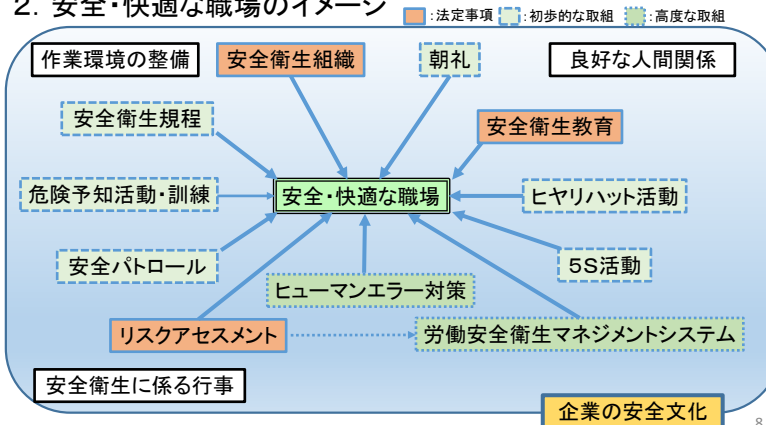 2．安全・快適な職場のイメージ
：法定事項 ：初歩的な取組 ：高度な取組
作業環境の整備
安全衛生組織
朝礼
良好な人間関係
安全衛生規程
安全衛生教育
危険予知活動・訓練
安全・快適な職場
ヒヤリハット活動
安全パトロール
5S活動
ヒューマンエラー対策
リスクアセスメント
労働安全衛生マネジメントシステム
安全衛生に係る行事
企業の安全文化
8